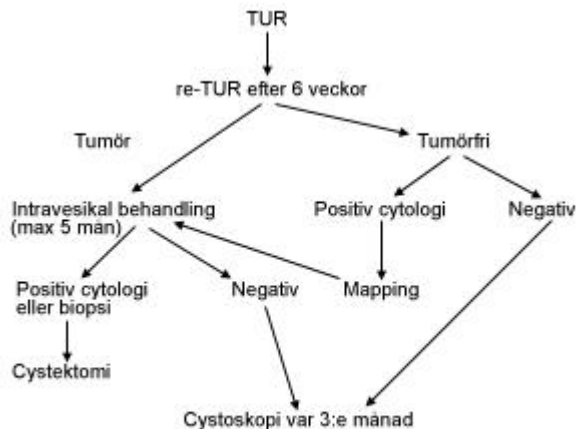 TUR
re-TUR efter 6 veckor
Tumör
Tumörfri
Intravesikal behandling
(max 5 mån)
Positiv cytologi
Negativ
Positiv cytologi
eller biopsi
Negativ
Mapping
Cystektomi
Cystoskopi var 3:e månad